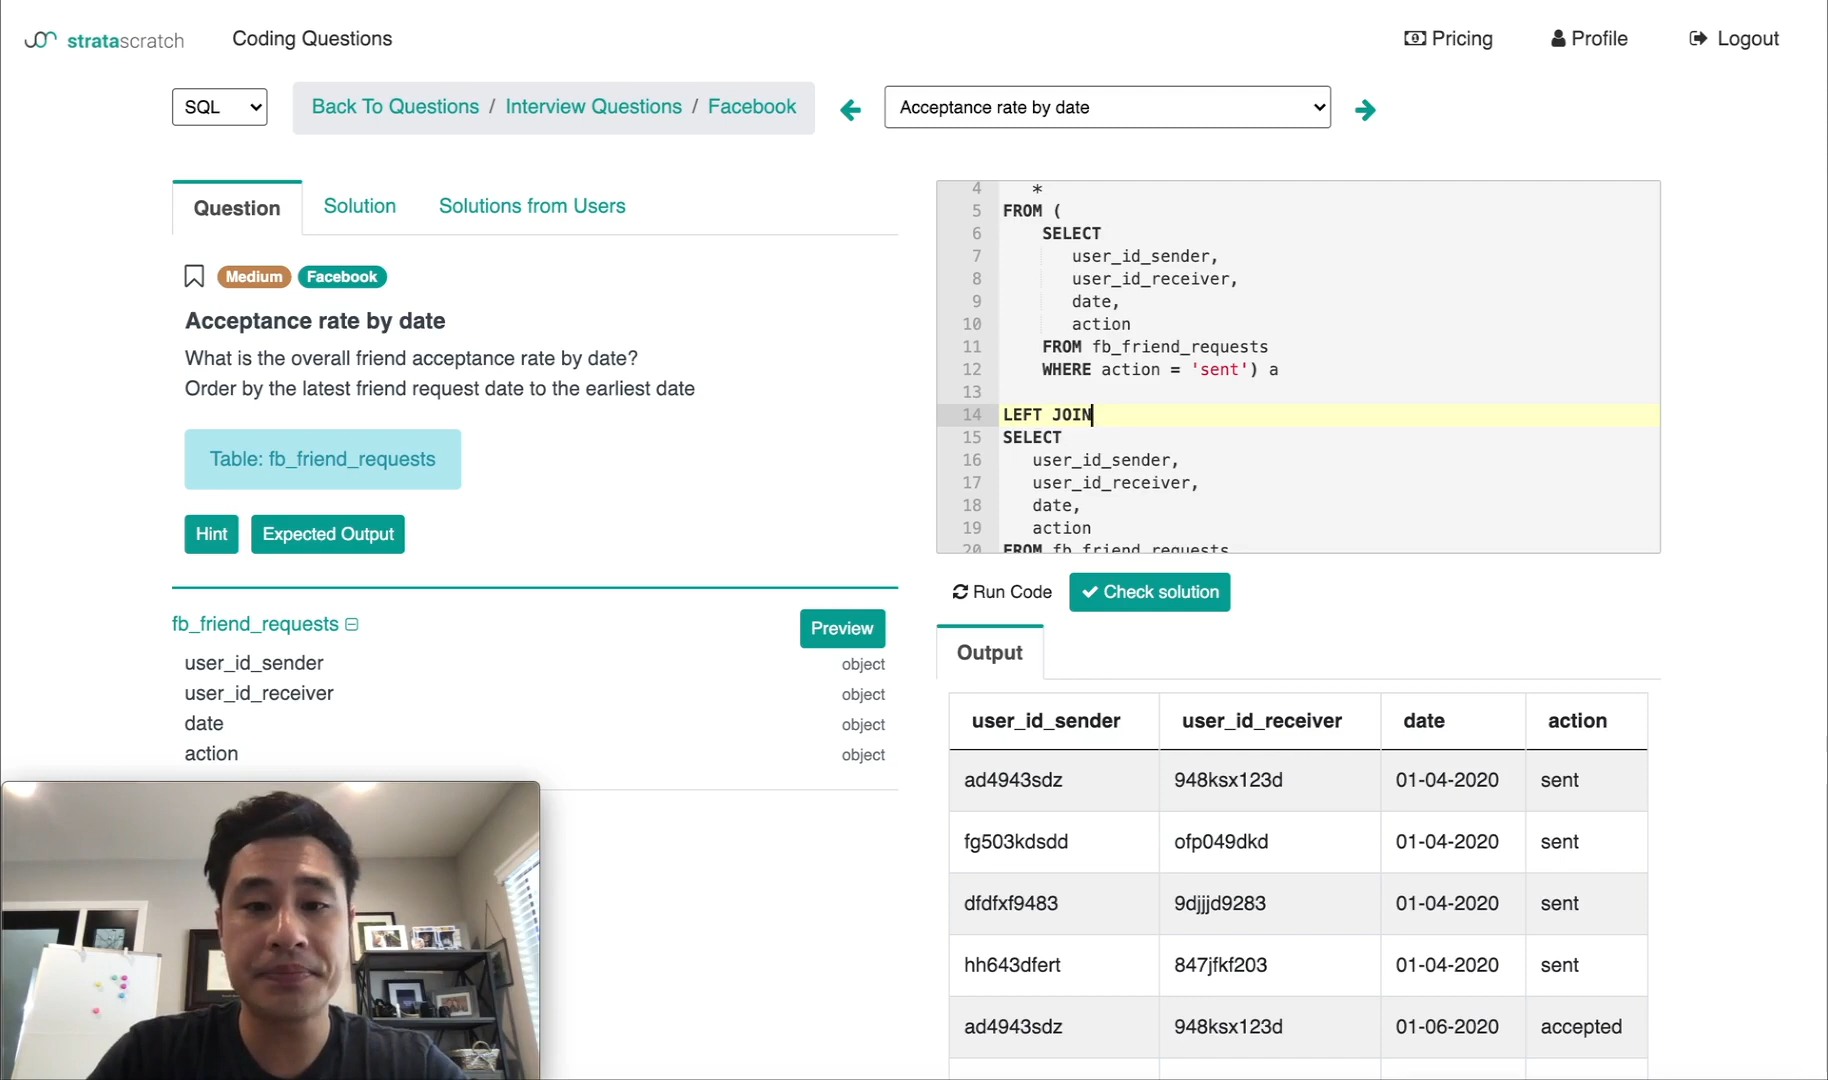 stratascratch
Coding Questions
Pricing
Profile
Logout
SQL
Back To Questions / Interview Questions / Facebook
Acceptance rate by date
Question
Solution
Solutions from Users
Medium
Facebook
Acceptance rate by date
What is the overall friend acceptance rate by date?
Order by the latest friend request date to the earliest date
Table: fb_friend_requests
Hint
Expected Output
fb_friend_requests
Preview
user_id_sender object
user_id_receiver object
date object
action object
4 *
5 FROM (
6 SELECT
7 user_id_sender,
8 user_id_receiver,
9 date,
10 action
11 FROM fb_friend_requests
12 WHERE action = 'sent') a
13
14 LEFT JOIN
15 SELECT
16 user_id_sender,
17 user_id_receiver,
18 date,
19 action
20 FROM fb_friend_requests
Run Code
Check solution
Output
user_id_sender user_id_receiver date action
ad4943sdz 948ksx123d 01-04-2020 sent
fg503kdsdd ofp049dkd 01-04-2020 sent
dfdfxf9483 9djjjd9283 01-04-2020 sent
hh643dfert 847jfkf203 01-04-2020 sent
ad4943sdz 948ksx123d 01-06-2020 accepted